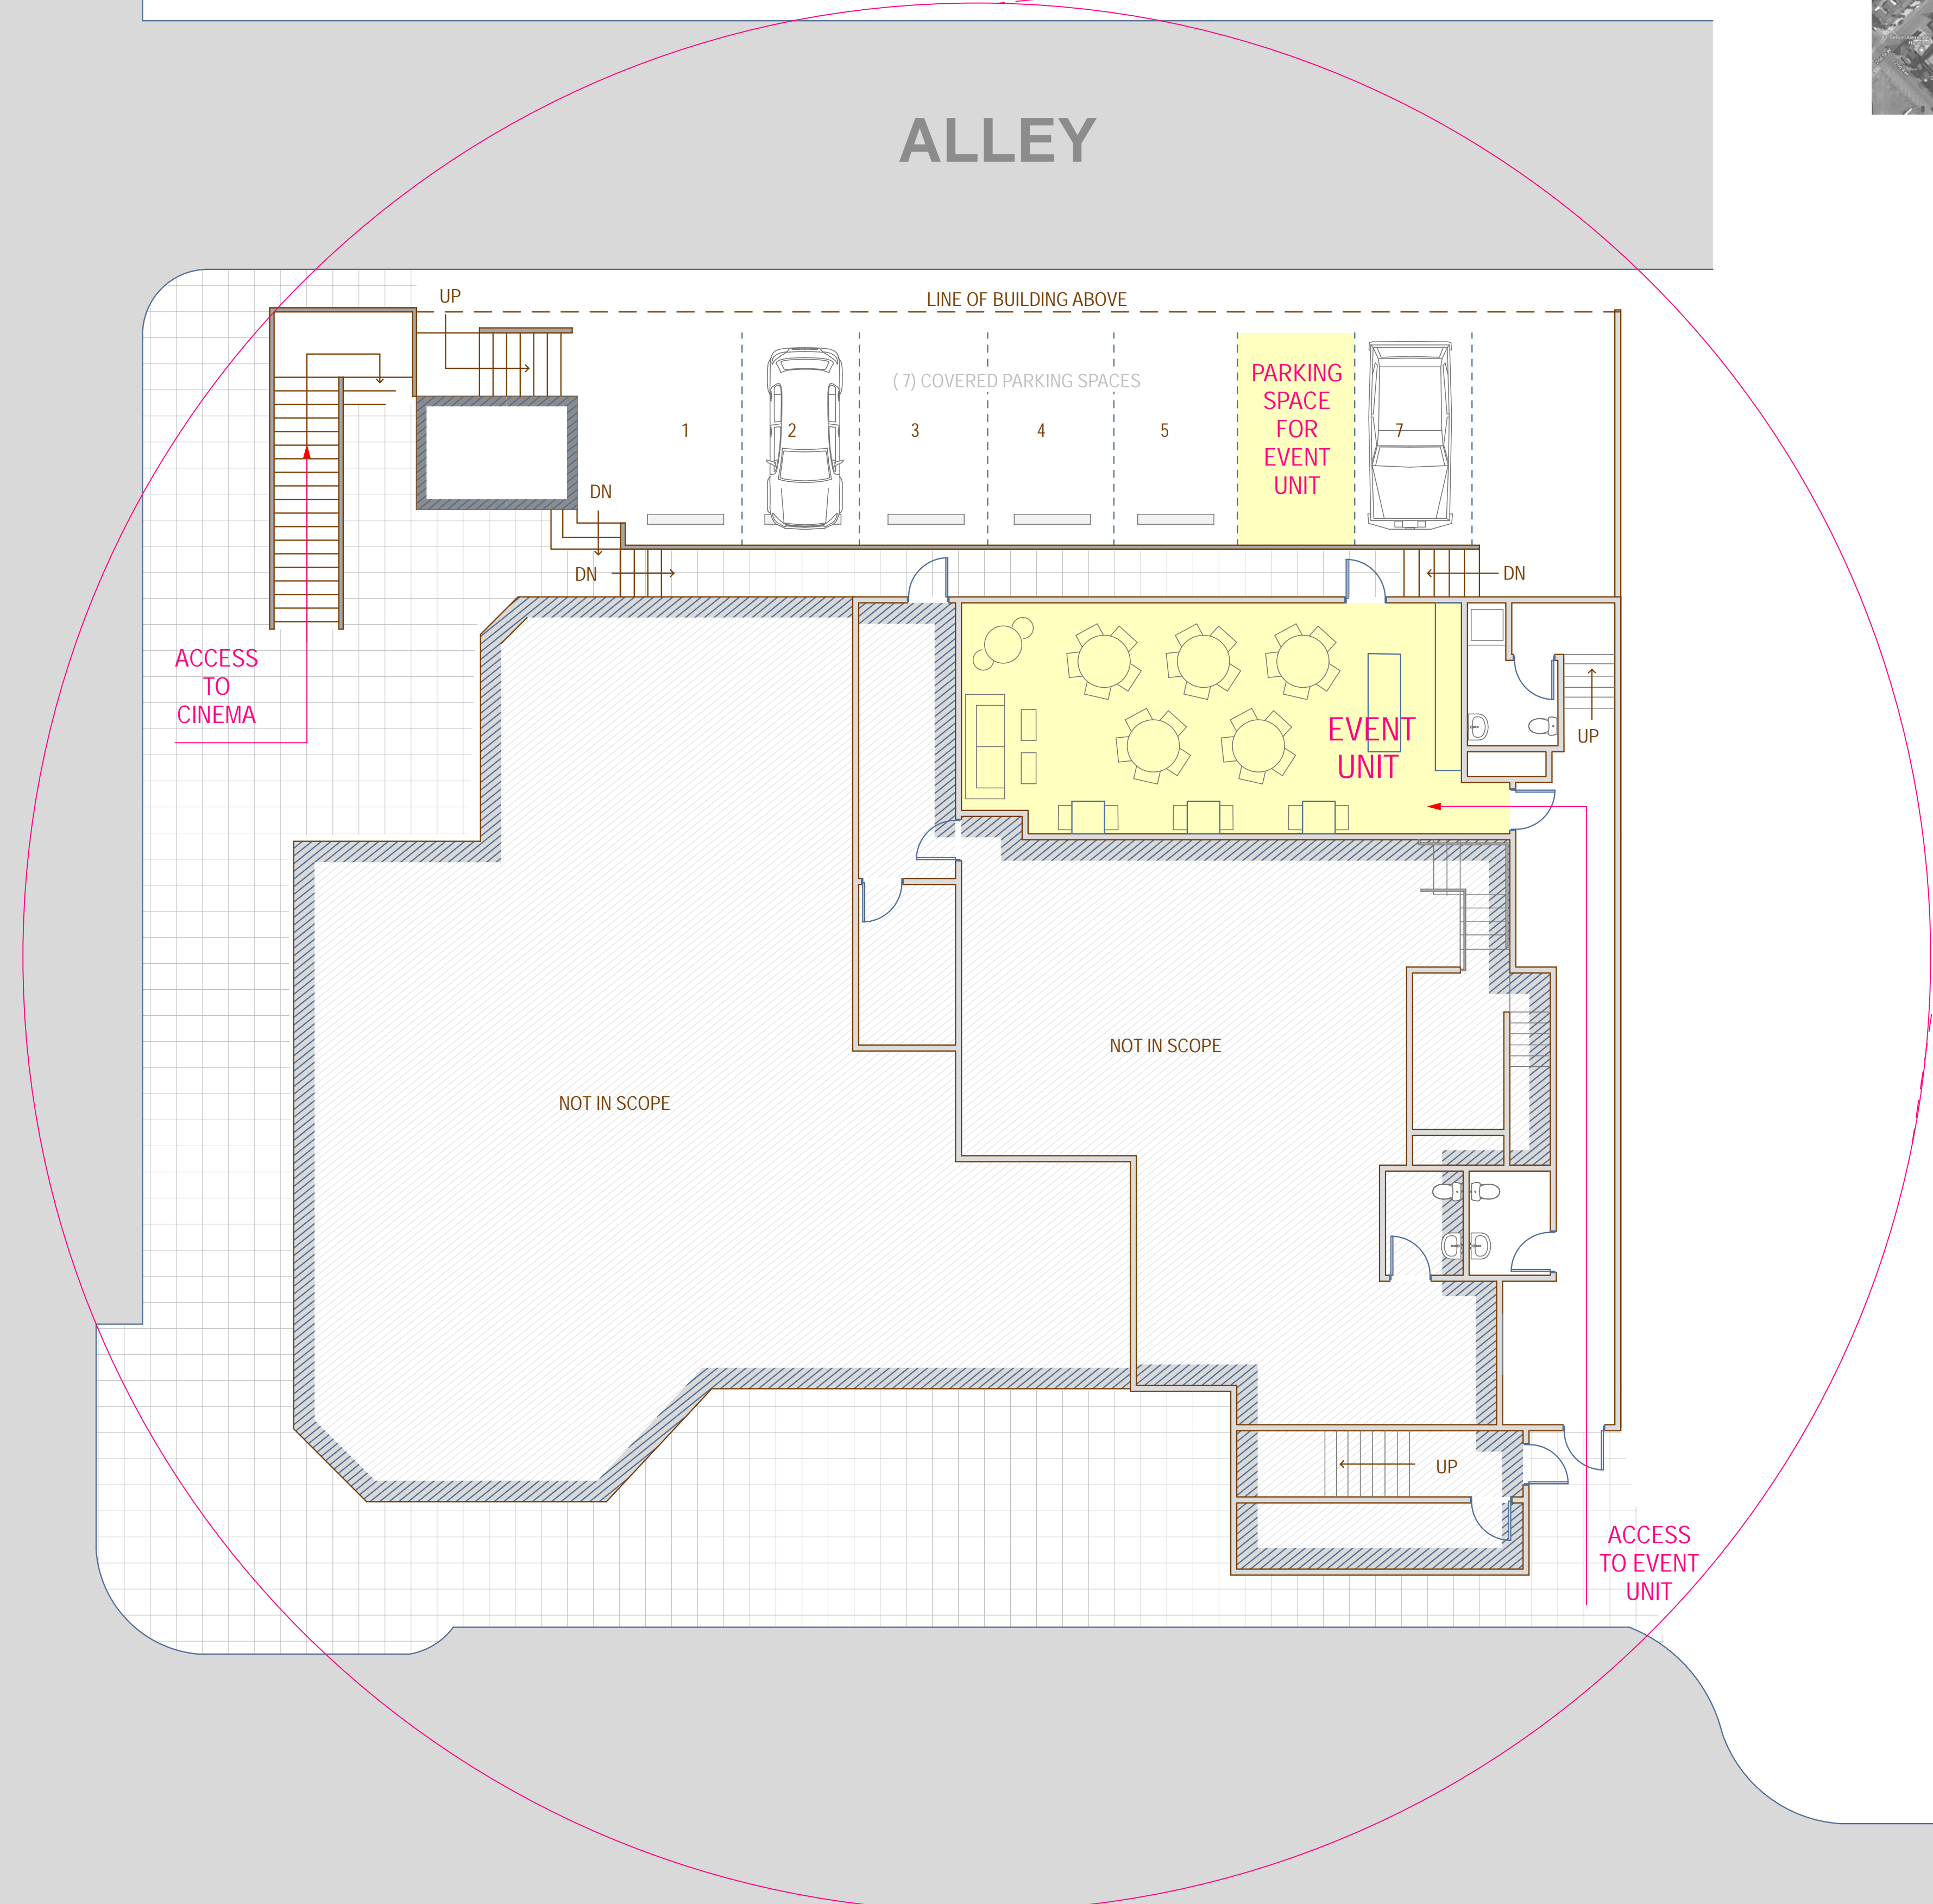 ALLEY
UP
LINE OF BUILDING ABOVE
( 7) COVERED PARKING SPACES
PARKING
SPACE
FOR
EVENT
UNIT
1
2
3
4
5
7
DN
DN
DN
ACCESS
TO
CINEMA
EVENT
UNIT
UP
NOT IN SCOPE
NOT IN SCOPE
UP
ACCESS
TO EVENT
UNIT